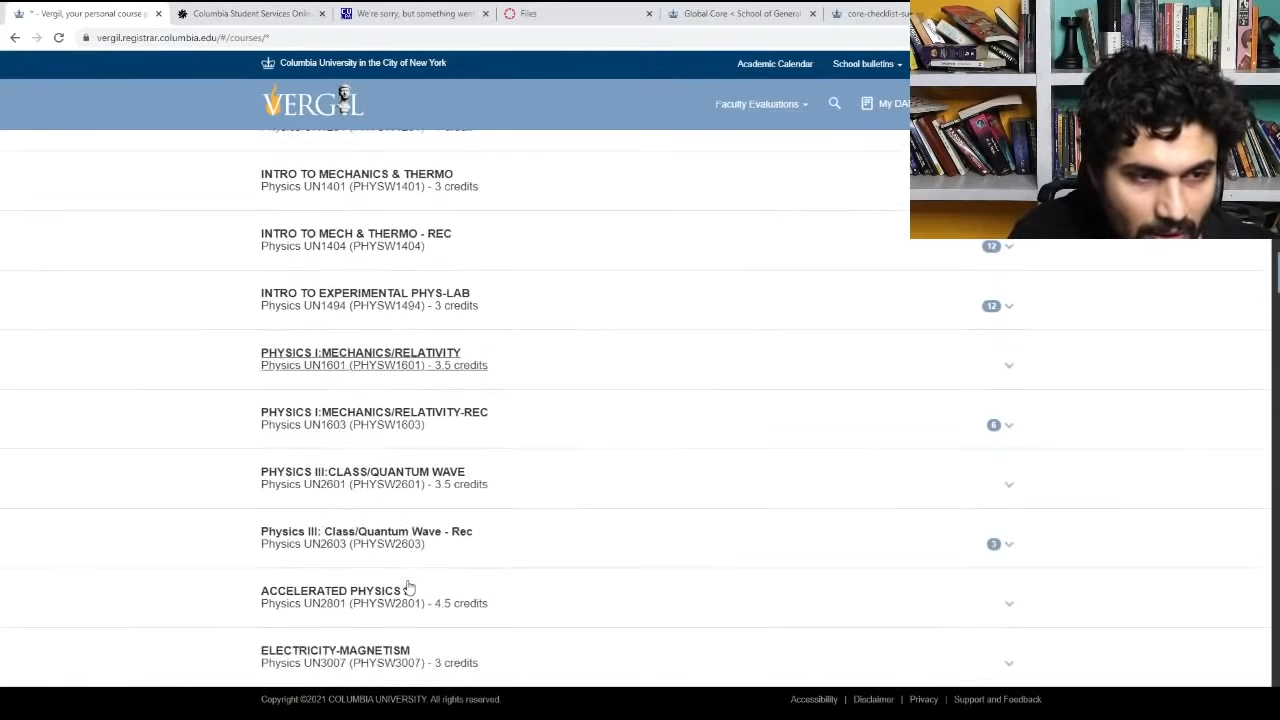 * - Vergil, your personal course p
Columbia Student Services Onlin
We're sorry, but something wen
Files
Global Core < School of General
core-checklist-su
vergil.registrar.columbia.edu/#/courses/*
Columbia University in the City of New York
Academic Calendar
School bulletins
VERGIL
Faculty Evaluations
My DA
INTRO TO MECHANICS & THERMO
Physics UN1401 (PHYSW1401) - 3 credits
INTRO TO MECH & THERMO - REC
Physics UN1404 (PHYSW1404)
12
INTRO TO EXPERIMENTAL PHYS-LAB
Physics UN1494 (PHYSW1494) - 3 credits
12
PHYSICS I:MECHANICS/RELATIVITY
Physics UN1601 (PHYSW1601) - 3.5 credits
PHYSICS I:MECHANICS/RELATIVITY-REC
Physics UN1603 (PHYSW1603)
6
PHYSICS III:CLASS/QUANTUM WAVE
Physics UN2601 (PHYSW2601) - 3.5 credits
Physics III: Class/Quantum Wave - Rec
Physics UN2603 (PHYSW2603)
3
ACCELERATED PHYSICS
Physics UN2801 (PHYSW2801) - 4.5 credits
ELECTRICITY-MAGNETISM
Physics UN3007 (PHYSW3007) - 3 credits
Copyright ©2021 COLUMBIA UNIVERSITY. All rights reserved.
Accessibility | Disclaimer | Privacy | Support and Feedback